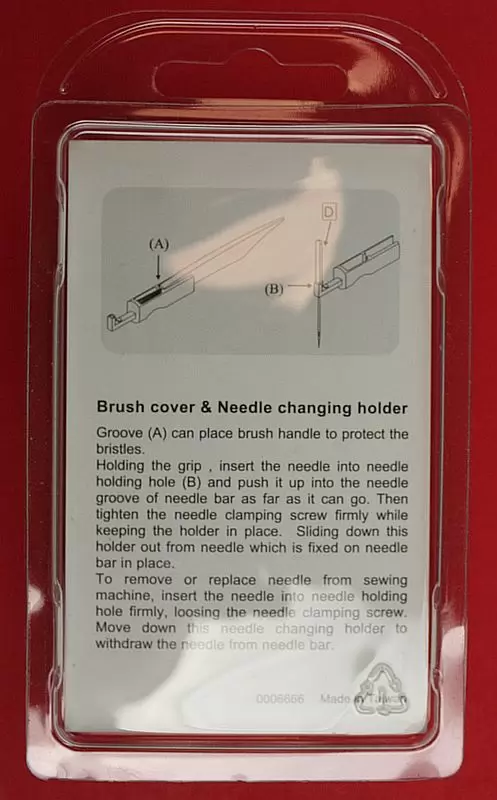 (A)
D
(B)
Brush cover & Needle changing holder
Groove (A) can place brush handle to protect the
bristles.
Holding the grip , insert the needle into needle
holding hole (B) and push it up into the needle
groove of needle bar as far as it can go. Then
tighten the needle clamping screw firmly while
keeping the holder in place. Sliding down this
holder out from needle which is fixed on needle
bar in place.
To remove or replace needle from sewing
machine, insert the needle into needle holding
hole firmly, loosing the needle clamping screw.
Move down this needle changing holder to
withdraw the needle from needle bar.
0006666 Made in Taiwan